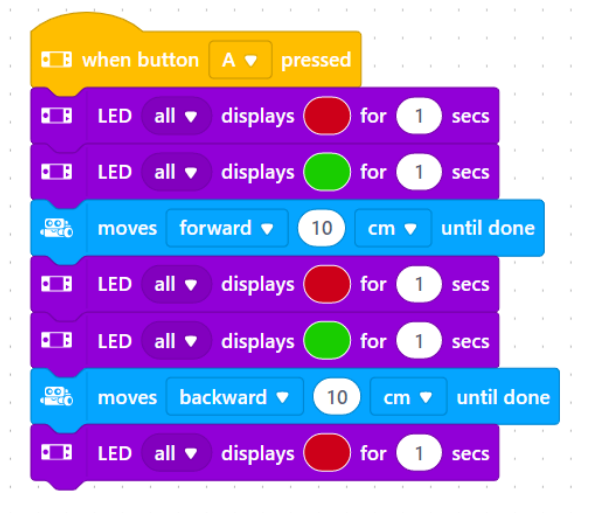 when button A pressed
LED all displays for 1 secs
LED all displays for 1 secs
moves forward 10 cm until done
LED all displays for 1 secs
LED all displays for 1 secs
moves backward 10 cm until done
LED all displays for 1 secs